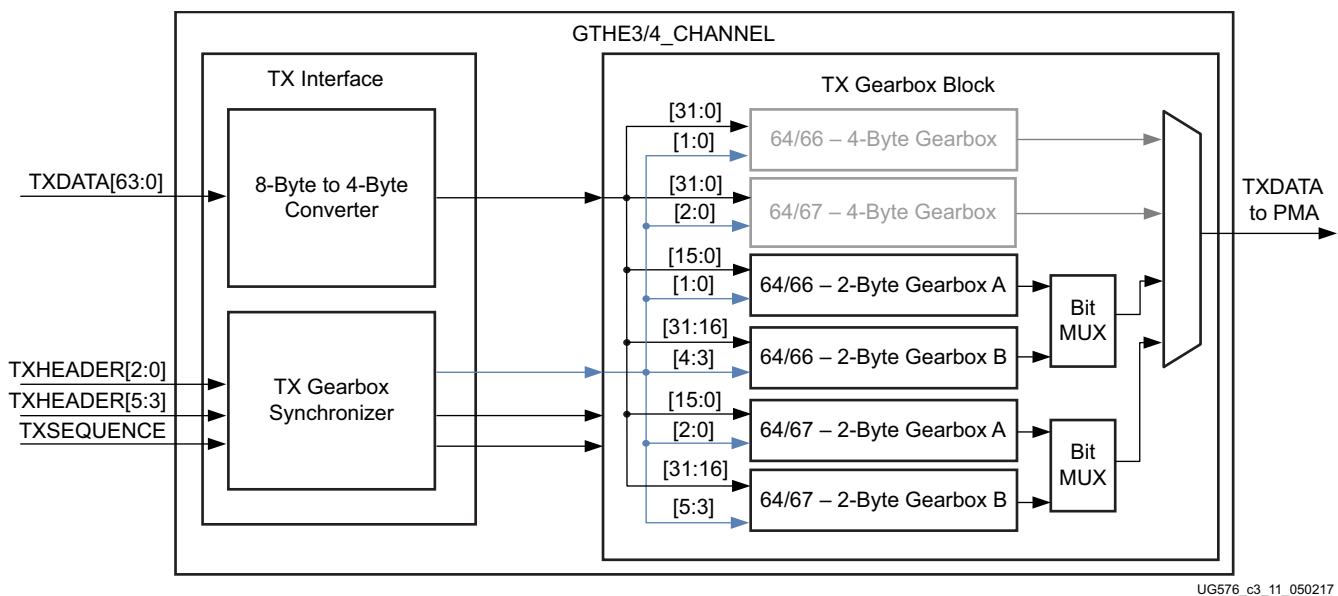 GTHE3/4_CHANNEL
TX Interface
TX Gearbox Block
TXDATA[63:0]
8-Byte to 4-Byte
Converter
TXHEADER[2:0]
TXHEADER[5:3]
TXSEQUENCE
TX Gearbox
Synchronizer
[31:0]
[1:0]
64/66 – 4-Byte Gearbox
[31:0]
[2:0]
64/67 – 4-Byte Gearbox
[15:0]
[1:0]
64/66 – 2-Byte Gearbox A
[31:16]
[4:3]
64/66 – 2-Byte Gearbox B
Bit
MUX
[15:0]
[2:0]
64/67 – 2-Byte Gearbox A
[31:16]
[5:3]
64/67 – 2-Byte Gearbox B
Bit
MUX
TXDATA
to PMA
UG576_c3_11_050217